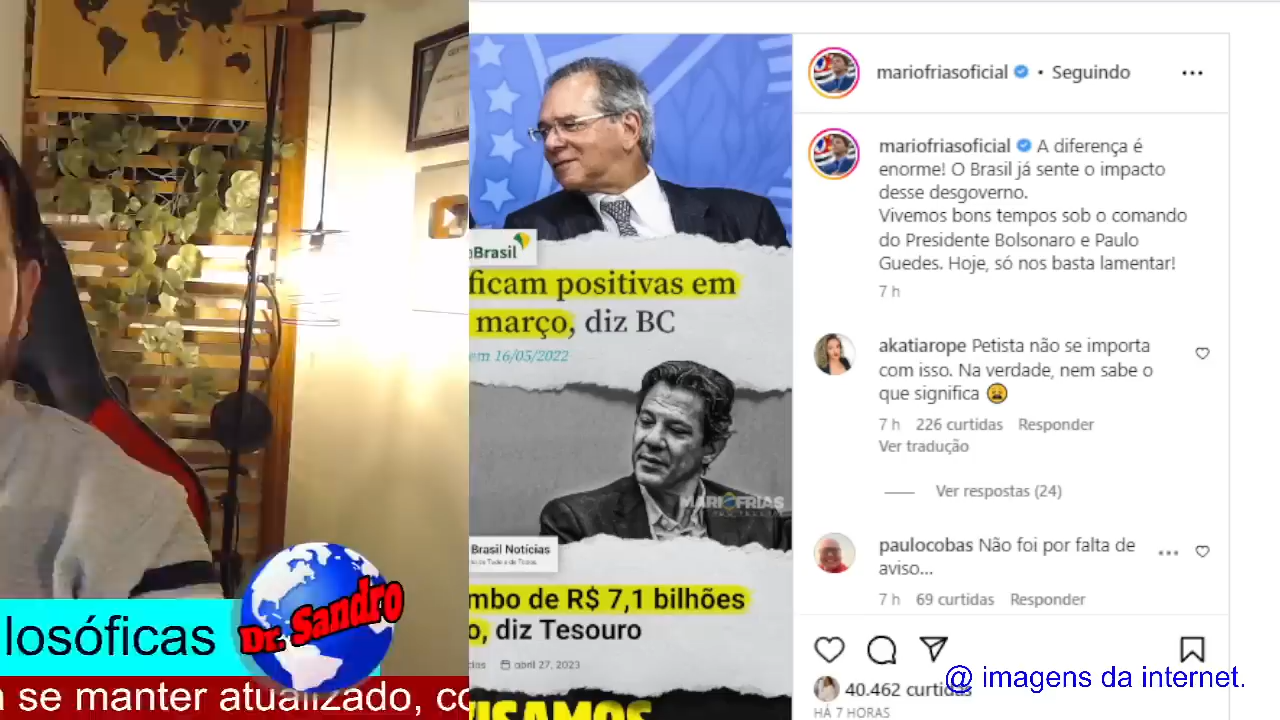 losóficas
Dr. Sandro
se manter atualizado, co
Brasil
ficam positivas em
março, diz BC
em 16/05/2022
MARIOFRIAS
Brasil Notícias
mbo de R$ 7,1 bilhões
o, diz Tesouro
abril 27, 2023
ISAMOS
mariofriasoficial • Seguindo
mariofriasoficial A diferença é
enorme! O Brasil já sente o impacto
desse desgoverno.
Vivemos bons tempos sob o comando
do Presidente Bolsonaro e Paulo
Guedes. Hoje, só nos basta lamentar!
7 h
akatiarope Petista não se importa
com isso. Na verdade, nem sabe o
que significa
7 h 226 curtidas Responder
Ver tradução
Ver respostas (24)
paulocobas Não foi por falta de
aviso...
7 h 69 curtidas Responder
40.462 curtidas
HÁ 7 HORAS
@ imagens da internet.